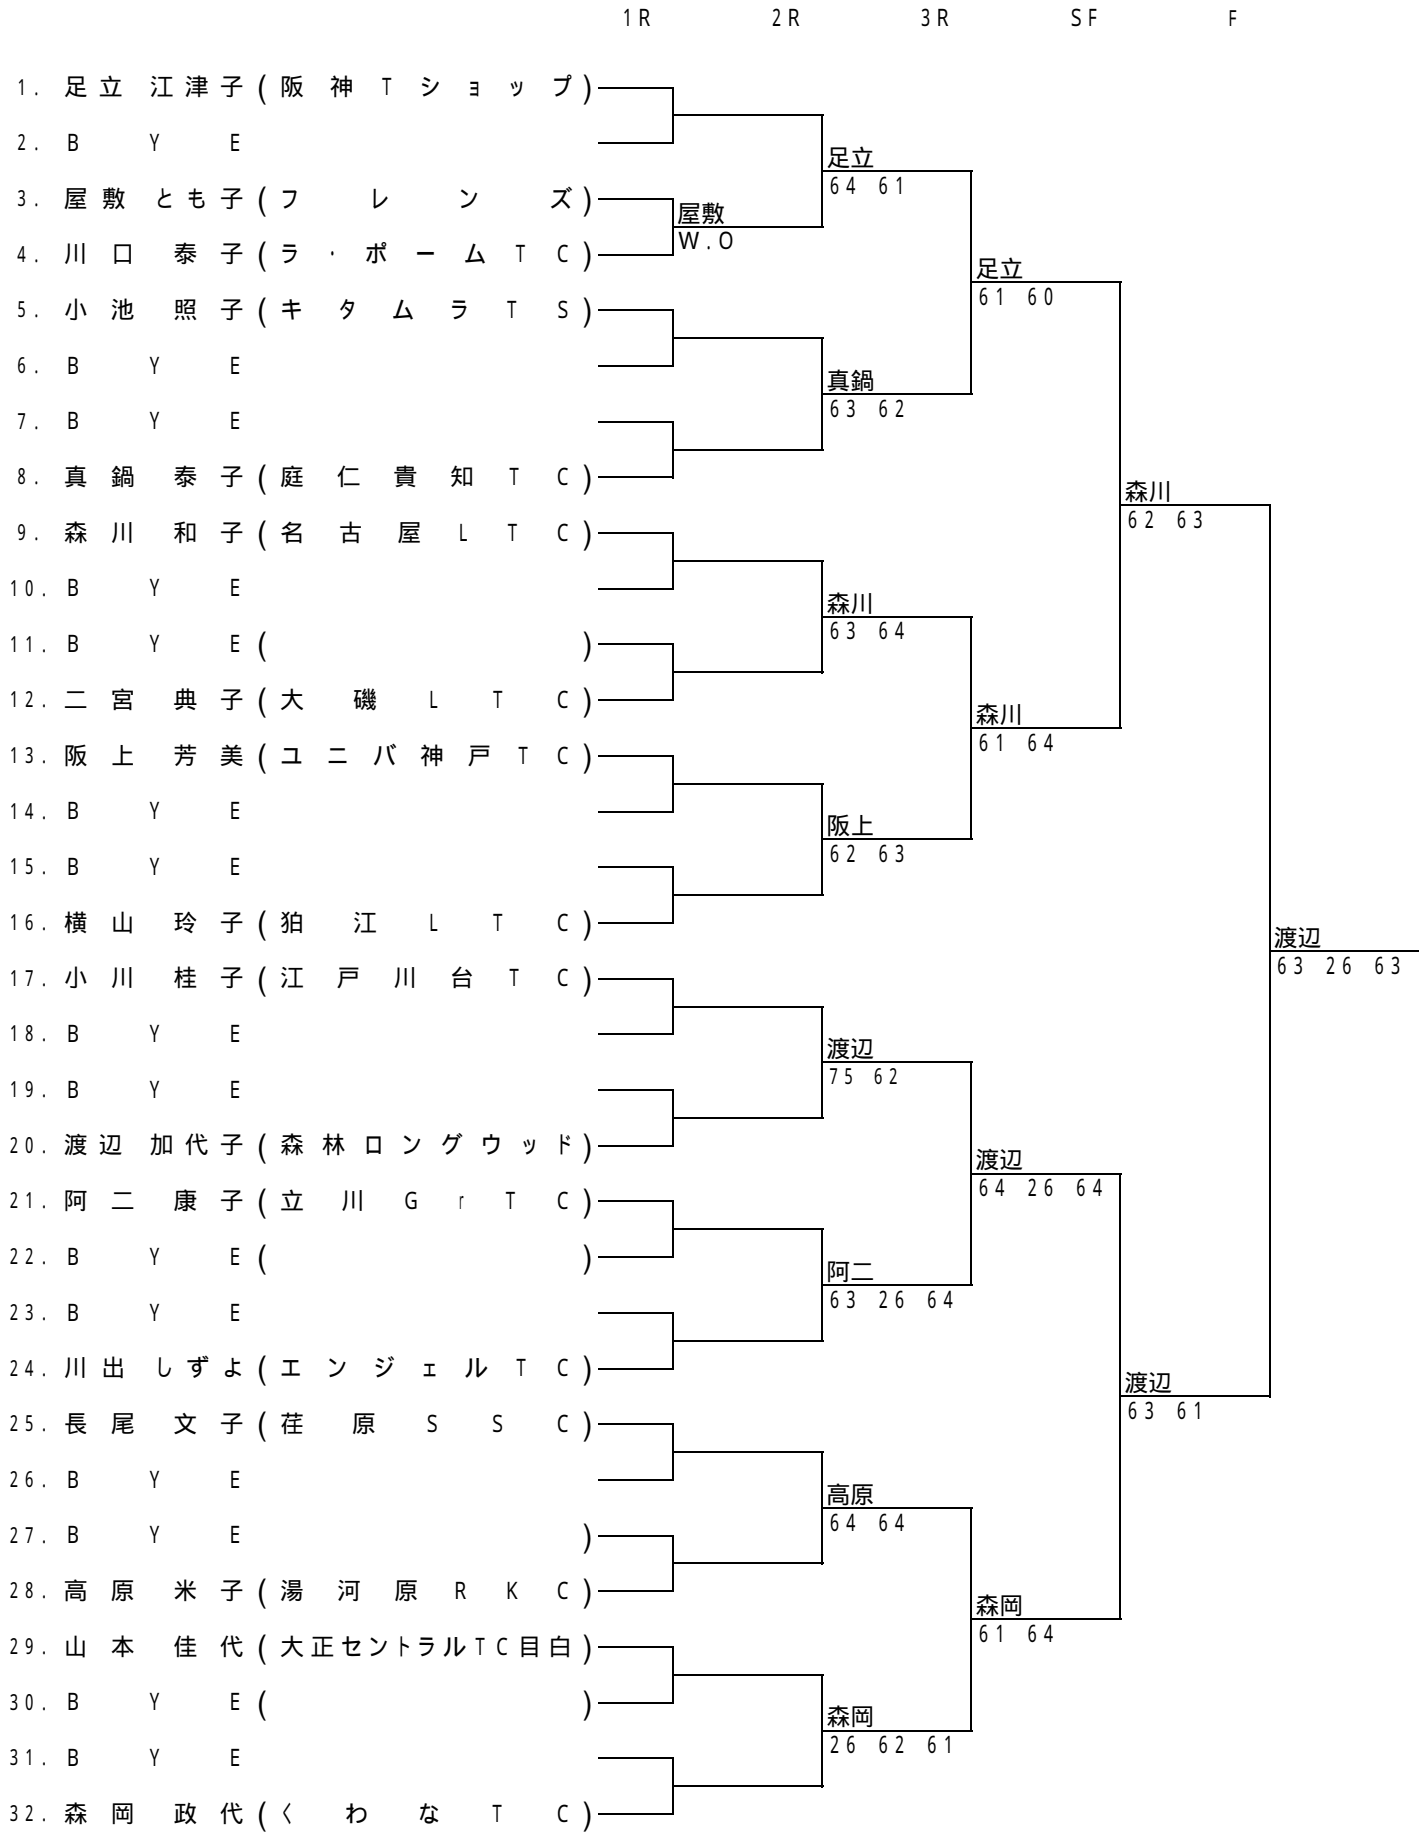 1R 2R 3R SF F
1. 足立 江津子(阪神Tショップ)
2. BYE
足立
3. 屋敷 とも子(フレンズ)
64 61
屋敷
4. 川口 泰子(ラ・ポームTC)
W.O
足立
5. 小池 照子(キタムラTS)
61 60
6. BYE
真鍋
7. BYE
63 62
8. 真鍋 泰子(庭仁貴知TC)
森川
9. 森川 和子(名古屋LTC)
62 63
10. BYE
森川
11. BYE( )
63 64
12. 二宮 典子(大磯LTC)
森川
13. 阪上 芳美(ユニバ神戸TC)
61 64
14. BYE
阪上
15. BYE
62 63
16. 横山 玲子(狛江LTC)
渡辺
17. 小川 桂子(江戸川台TC)
63 26 63
18. BYE
渡辺
19. BYE
75 62
20. 渡辺 加代子(森林ロングウッド)
渡辺
21. 阿二 康子(立川GrTC)
64 26 64
22. BYE( )
阿二
23. BYE
63 26 64
24. 川出 しずよ(エンジェルTC)
渡辺
25. 長尾 文子(荏原SSC)
63 61
26. BYE
高原
27. BYE )
64 64
28. 高原 米子(湯河原RKC)
森岡
29. 山本 佳代(大正セントラルTC目白)
61 64
30. BYE( )
森岡
31. BYE
26 62 61
32. 森岡 政代(くわなTC)